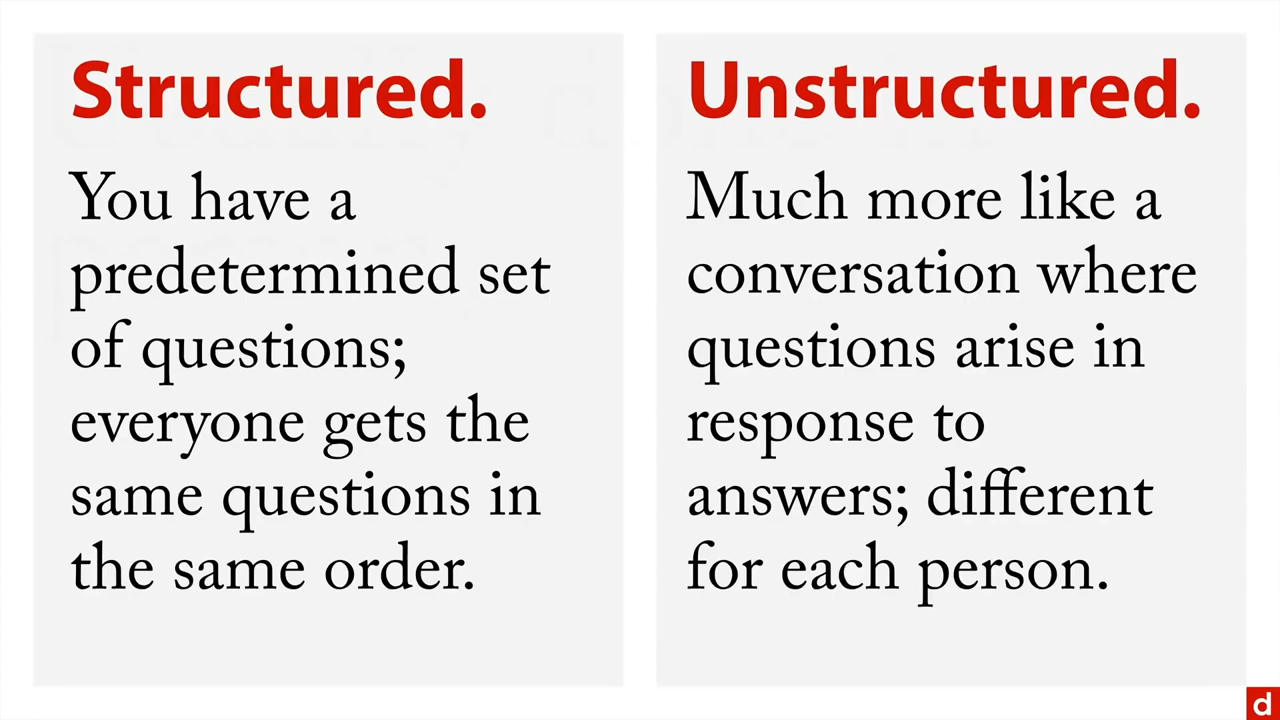 Structured.
You have a
predetermined set
of questions;
everyone gets the
same questions in
the same order.
Unstructured.
Much more like a
conversation where
questions arise in
response to
answers; different
for each person.
d